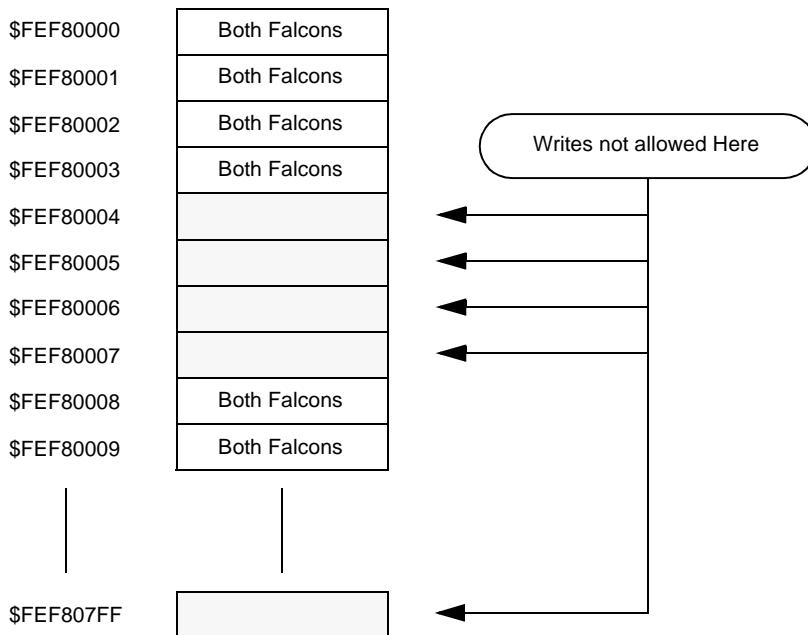 $FEF80000 Both Falcons
$FEF80001 Both Falcons
$FEF80002 Both Falcons
Writes not allowed Here
$FEF80003 Both Falcons
$FEF80004
$FEF80005
$FEF80006
$FEF80007
$FEF80008 Both Falcons
$FEF80009 Both Falcons
$FEF807FF